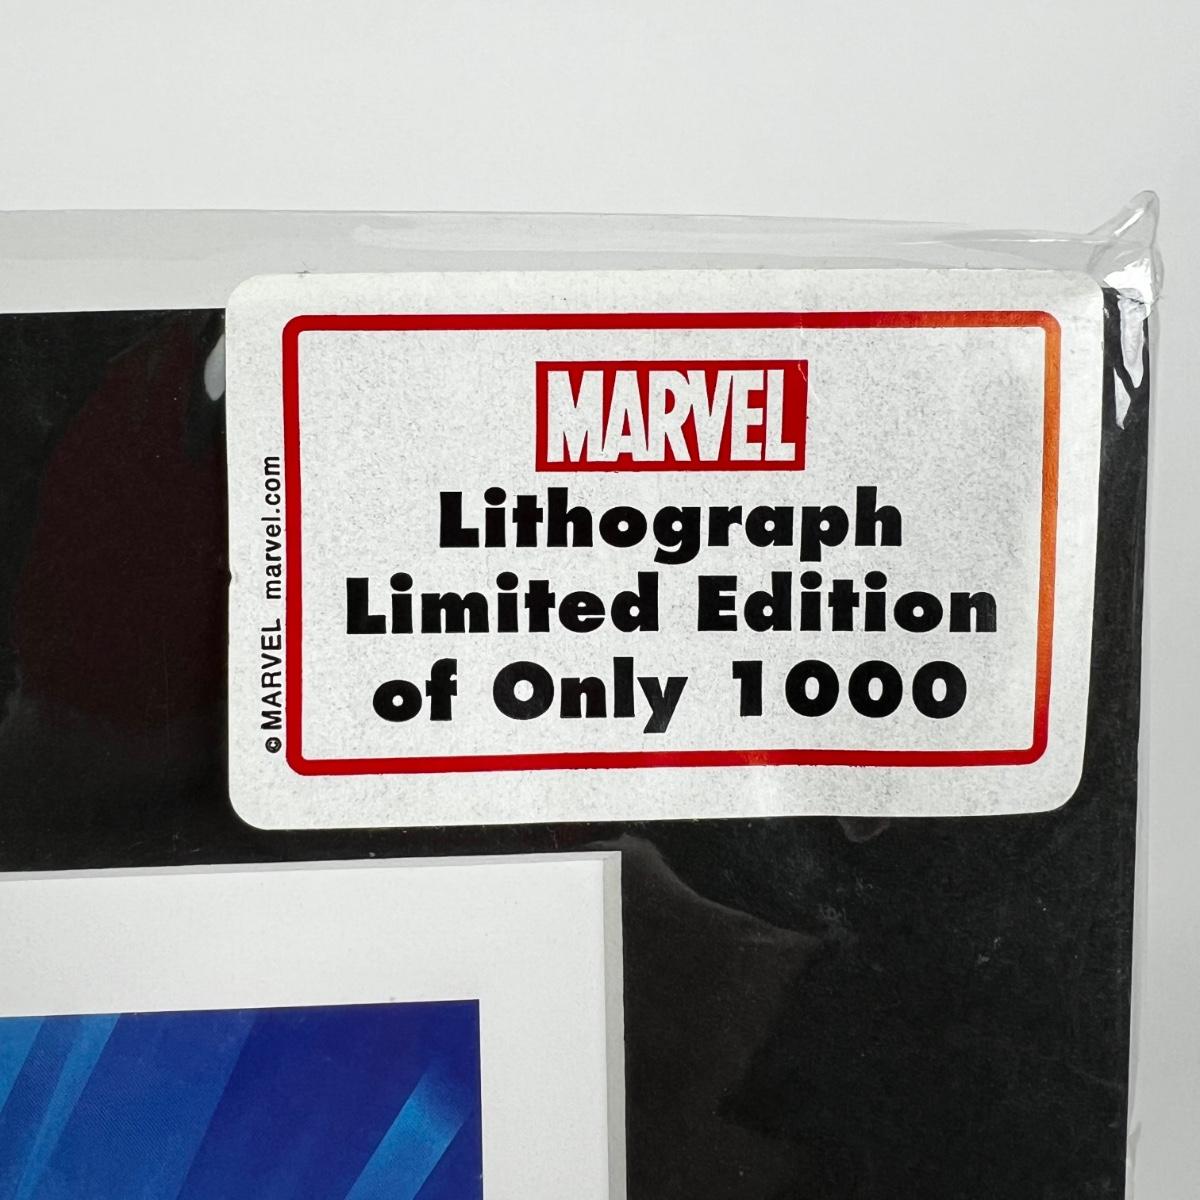 MARVEL
Lithograph
Limited Edition
of Only 1000
©MARVEL marvel.com